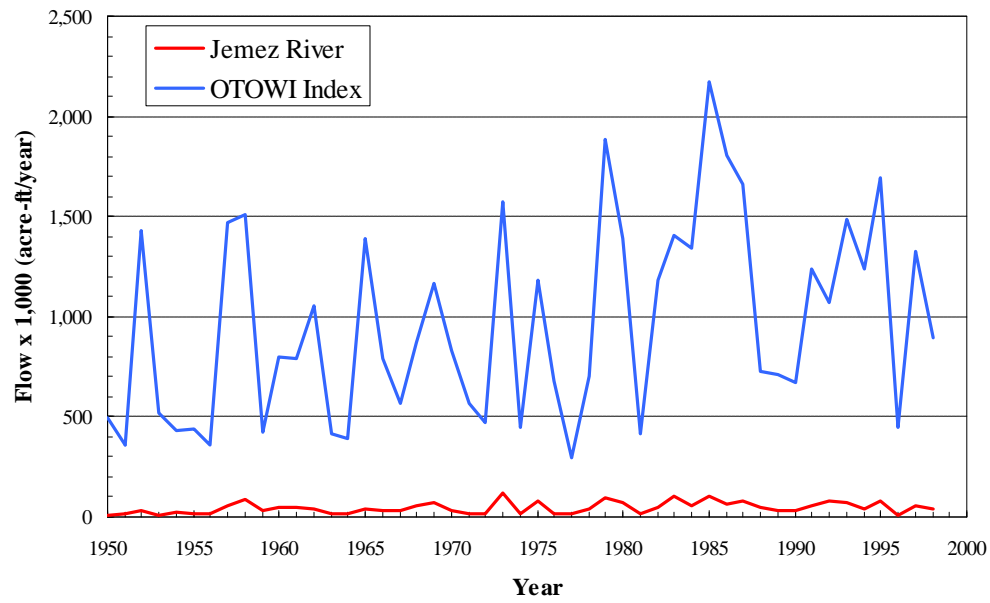 2,500
2,000
1,500
1,000
500
0
Flow x 1,000 (acre-ft/year)
Jemez River
OTOWI Index
1950 1955 1960 1965 1970 1975 1980 1985 1990 1995 2000
Year